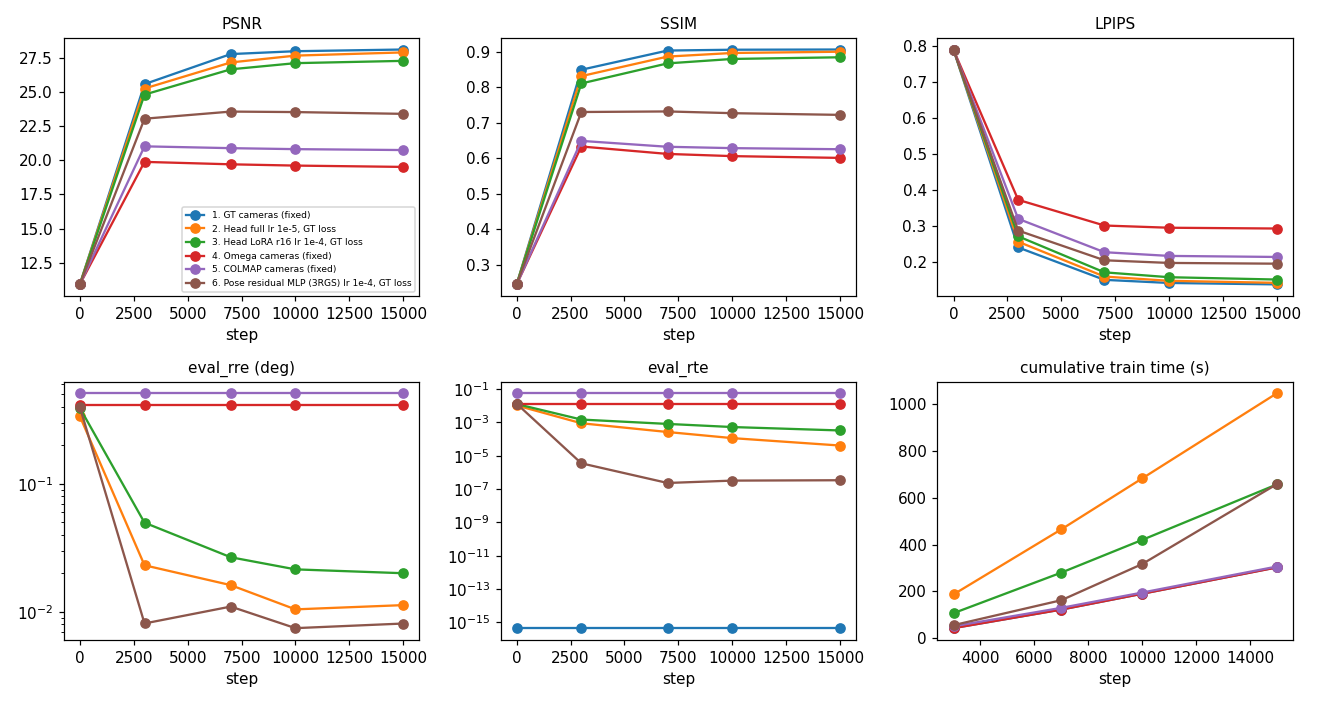 PSNR
27.5
25.0
22.5
20.0
17.5
15.0
12.5
1. GT cameras (fixed)
2. Head full lr 1e-5, GT loss
3. Head LoRA r16 lr 1e-4, GT loss
4. Omega cameras (fixed)
5. COLMAP cameras (fixed)
6. Pose residual MLP (3RGS) lr 1e-4, GT loss
0 2500 5000 7500 10000 12500 15000
step
SSIM
0.9
0.8
0.7
0.6
0.5
0.4
0.3
0 2500 5000 7500 10000 12500 15000
step
LPIPS
0.8
0.7
0.6
0.5
0.4
0.3
0.2
0 2500 5000 7500 10000 12500 15000
step
eval_rre (deg)
10⁻¹
10⁻²
0 2500 5000 7500 10000 12500 15000
step
eval_rte
10⁻¹
10⁻³
10⁻⁵
10⁻⁷
10⁻⁹
10⁻¹¹
10⁻¹³
10⁻¹⁵
0 2500 5000 7500 10000 12500 15000
step
cumulative train time (s)
1000
800
600
400
200
0
4000 6000 8000 10000 12000 14000
step